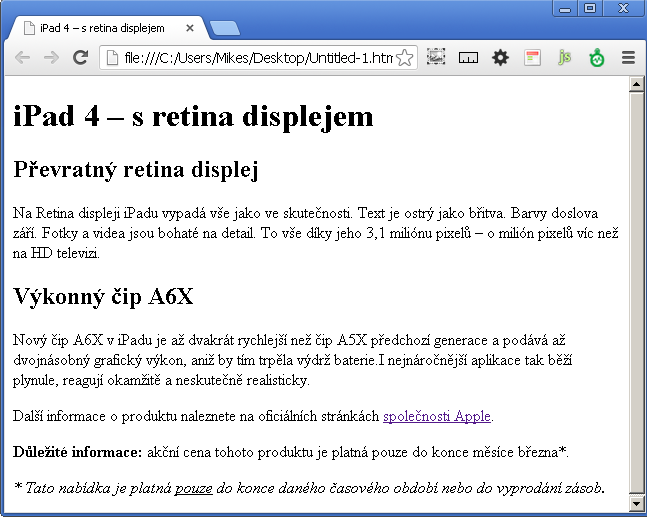 iPad 4 – s retina displejem
file:///C:/Users/Mikes/Desktop/Untitled-1.htm
js
iPad 4 – s retina displejem
Převratný retina displej
Na Retina displeji iPadu vypadá vše jako ve skutečnosti. Text je ostrý jako břitva. Barvy doslova
září. Fotky a videa jsou bohaté na detail. To vše díky jeho 3,1 miliónu pixelů – o milión pixelů víc než
na HD televizi.
Výkonný čip A6X
Nový čip A6X v iPadu je až dvakrát rychlejší než čip A5X předchozí generace a podává až
dvojnásobný grafický výkon, aniž by tím trpěla výdrž baterie.I nejnáročnější aplikace tak běží
plynule, reagují okamžitě a neskutečně realisticky.
Další informace o produktu naleznete na oficiálních stránkách společnosti Apple.
Důležité informace: akční cena tohoto produktu je platná pouze do konce měsíce března*.
* Tato nabídka je platná pouze do konce daného časového období nebo do vyprodání zásob.